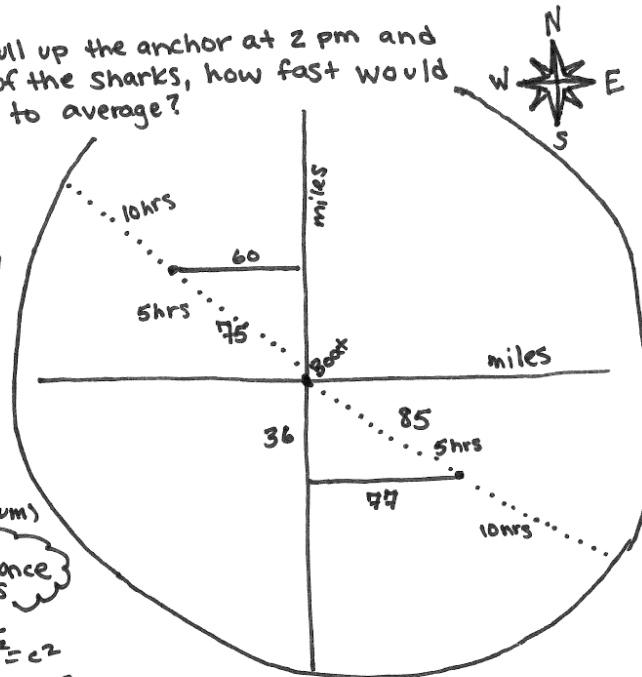 ull up the anchor at 2 pm and
of the sharks, how fast would
to average?
N
W E
S
miles
10hrs
60
5hrs
75
Boat
miles
85
36
5hrs
77
10hrs
um)
ance
s
= c²